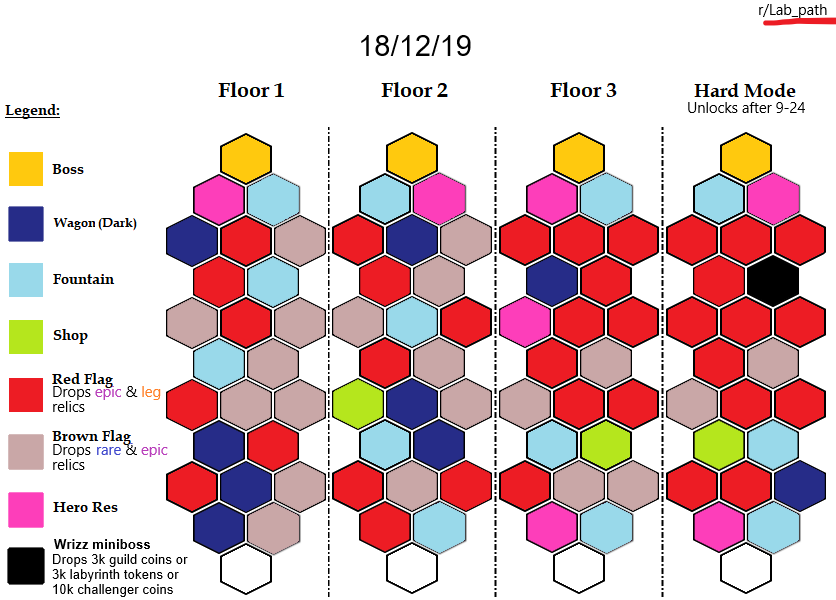 r/Lab_path
18/12/19
Floor 1
Floor 2
Floor 3
Hard Mode
Unlocks after 9-24
Legend:
Boss
Wagon (Dark)
Fountain
Shop
Red Flag
Drops epic & leg
relics
Brown Flag
Drops rare & epic
relics
Hero Res
Wrizz miniboss
Drops 3k guild coins or
3k labyrinth tokens or
10k challenger coins